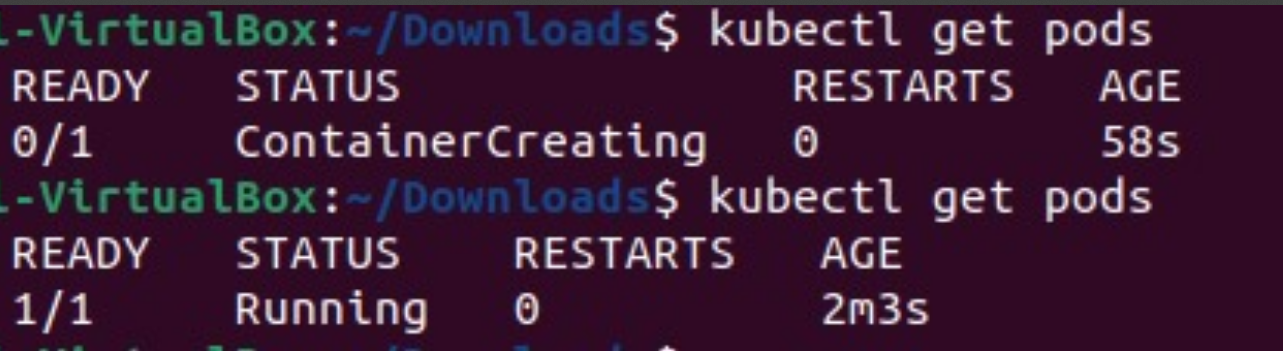 l-VirtualBox:~/Downloads$ kubectl get pods
READY STATUS RESTARTS AGE
0/1 ContainerCreating 0 58s
l-VirtualBox:~/Downloads$ kubectl get pods
READY STATUS RESTARTS AGE
1/1 Running 0 2m3s